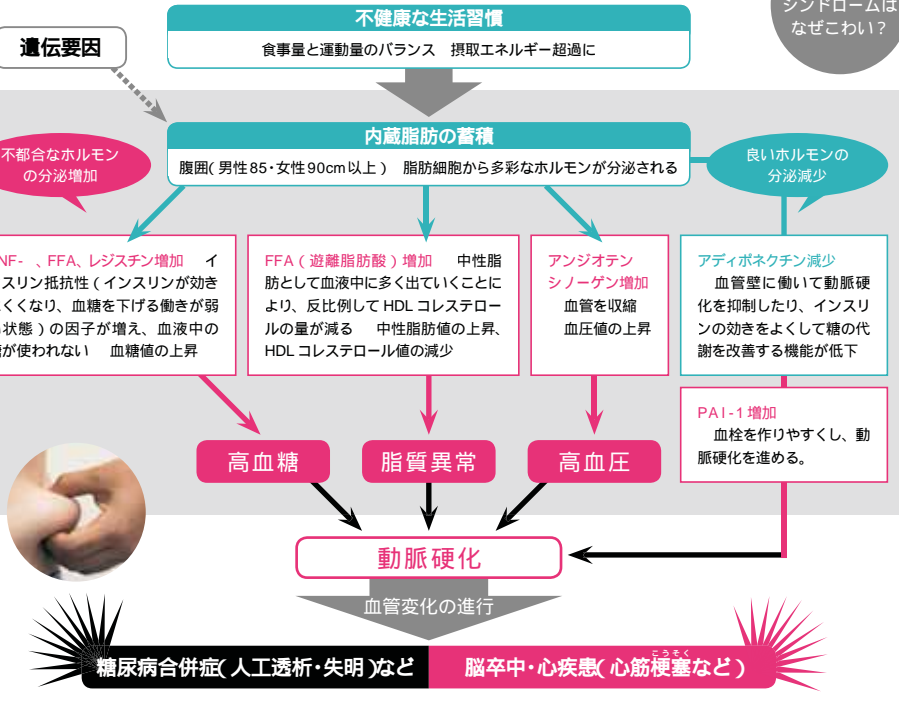 不健康な生活習慣
食事量と運動量のバランス 摂取エネルギー超過に
シンドロームは
なぜこわい？
遺伝要因
内蔵脂肪の蓄積
腹囲(男性85・女性90cm以上) 脂肪細胞から多彩なホルモンが分泌される
不都合なホルモン
の分泌増加
良いホルモンの
分泌減少
NF- 、FFA、レジスチン増加 イ
スリン抵抗性(インスリンが効き
くくなり、血糖を下げる働きが弱
状態)の因子が増え、血液中の
が使われない 血糖値の上昇
FFA(遊離脂肪酸)増加 中性脂
肪として血液中に多く出ていくことに
より、反比例して HDL コレステロー
ルの量が減る 中性脂肪値の上昇、
HDL コレステロール値の減少
アンジオテン
シノーゲン増加
血管を収縮
血圧値の上昇
アディポネクチン減少
血管壁に働いて動脈硬
化を抑制したり、インスリ
ンの効きをよくして糖の代
謝を改善する機能が低下
PAI-1増加
血栓を作りやすくし、動
脈硬化を進める。
高血糖
脂質異常
高血圧
動脈硬化
血管変化の進行
糖尿病合併症(人工透析・失明)など
こうそく
脳卒中・心疾患(心筋梗塞など)